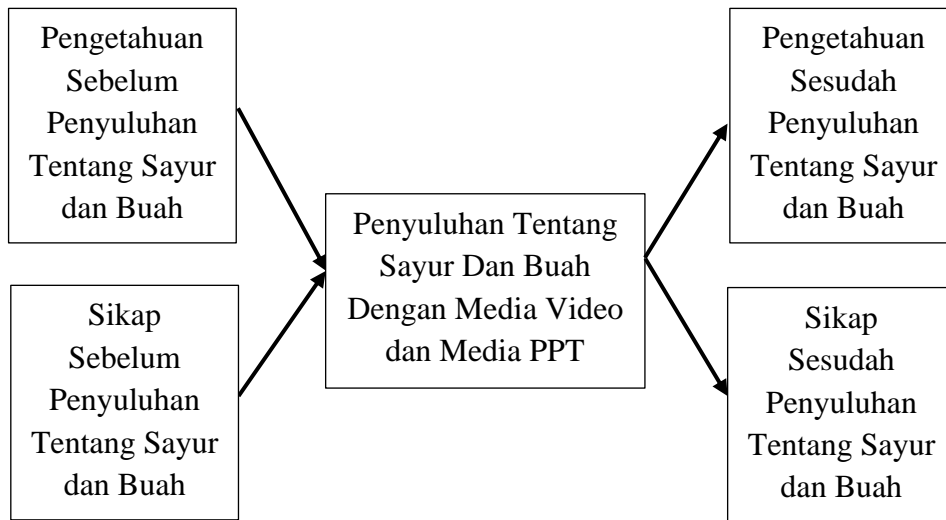 Pengetahuan
Sebelum
Penyuluhan
Tentang Sayur
dan Buah
Sikap
Sebelum
Penyuluhan
Tentang Sayur
dan Buah
Penyuluhan Tentang
Sayur Dan Buah
Dengan Media Video
dan Media PPT
Pengetahuan
Sesudah
Penyuluhan
Tentang Sayur
dan Buah
Sikap
Sesudah
Penyuluhan
Tentang Sayur
dan Buah